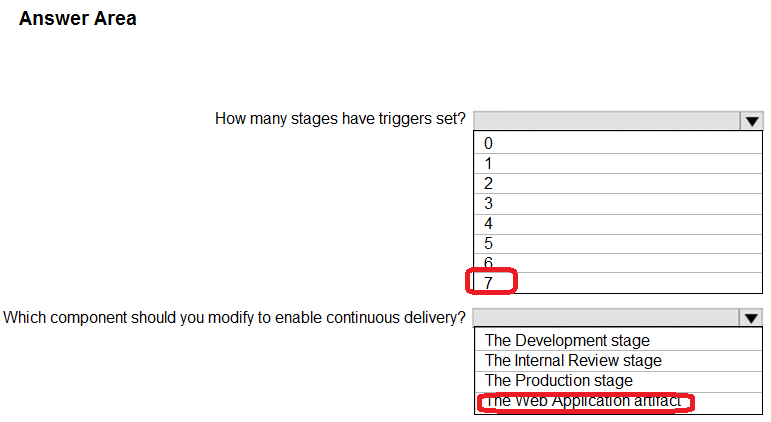 Answer Area
How many stages have triggers set?
0
1
2
3
4
5
6
7
Which component should you modify to enable continuous delivery?
The Development stage
The Internal Review stage
The Production stage
The Web Application artifact